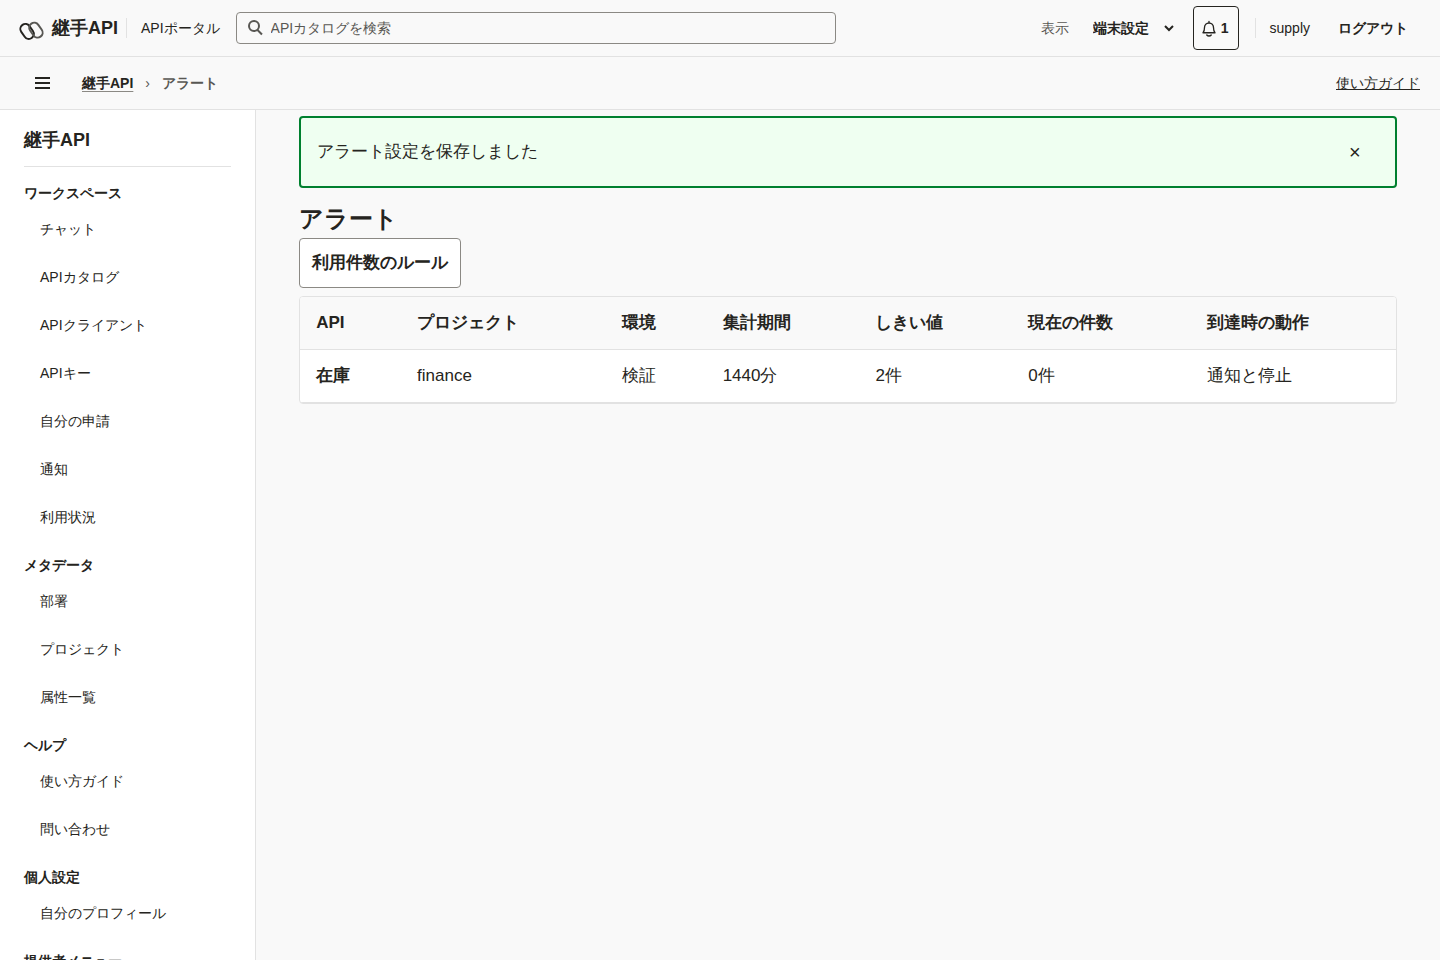 継手API APIポータル APIカタログを検索 表示 端末設定 1 supply ログアウト
継手API › アラート 使い方ガイド
継手API
ワークスペース
チャット
APIカタログ
APIクライアント
APIキー
自分の申請
通知
利用状況
メタデータ
部署
プロジェクト
属性一覧
ヘルプ
使い方ガイド
問い合わせ
個人設定
自分のプロフィール
アラート設定を保存しました ×
アラート
利用件数のルール
API プロジェクト 環境 集計期間 しきい値 現在の件数 到達時の動作
在庫 finance 検証 1440分 2件 0件 通知と停止